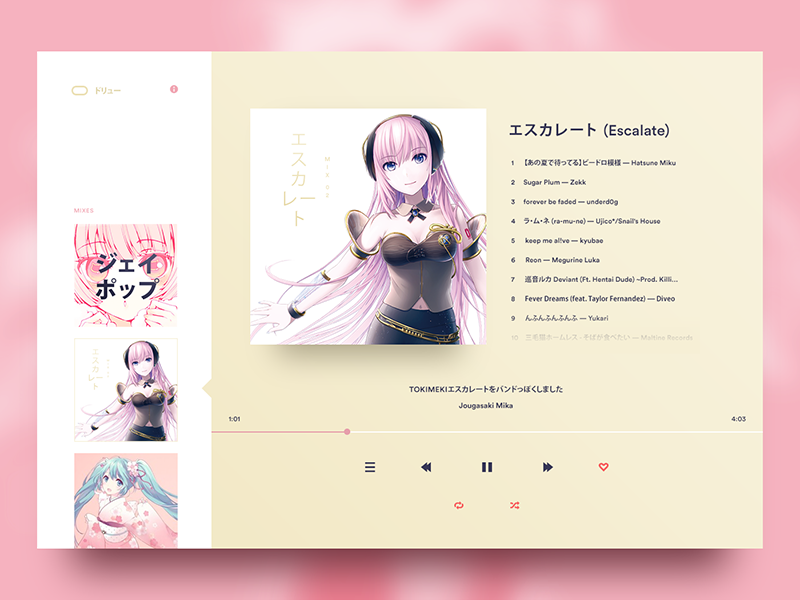 ドリュー
MIXES
ジェイ
ポップ
エスカレート
エスカレート
MIX 02
エスカレート (Escalate)
1 【あの夏で待ってる】ビードロ模様 — Hatsune Miku
2 Sugar Plum — Zekk
3 forever be faded — underd0g
4 ラ・ム・ネ (ra-mu-ne) — Ujico*/Snail's House
5 keep me al!ve — kyubae
6 Reon — Megurine Luka
7 巡音ルカ Deviant (Ft. Hentai Dude) ~Prod. Killi...
8 Fever Dreams (feat. Taylor Fernandez) — Diveo
9 んふんふんふんふ — Yukari
10 三毛猫ホームレス - そばが食べたい — Maltine Records
TOKIMEKIエスカレートをバンドっぽくしました
Jougasaki Mika
1:01
4:03